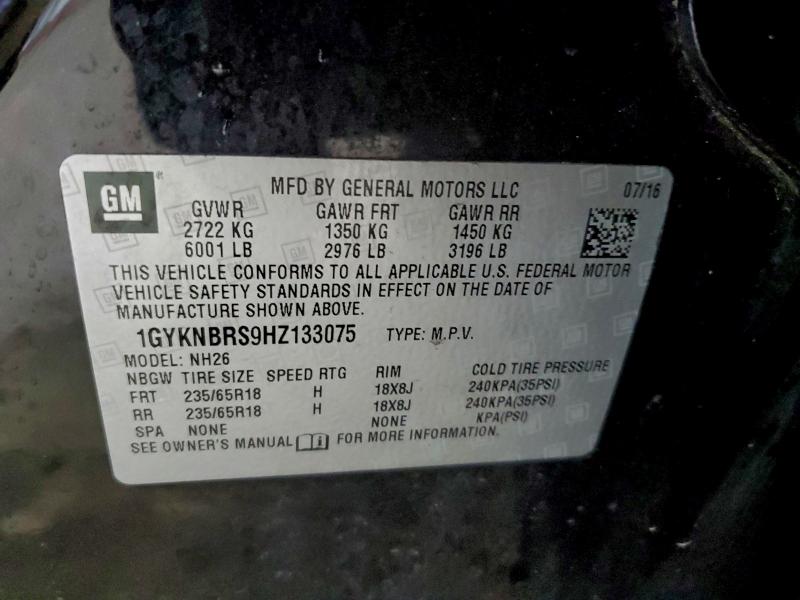 GM
MFD BY GENERAL MOTORS LLC 07/16
GVWR GAWR FRT GAWR RR
2722 KG 1350 KG 1450 KG
6001 LB 2976 LB 3196 LB
THIS VEHICLE CONFORMS TO ALL APPLICABLE U.S. FEDERAL MOTOR
VEHICLE SAFETY STANDARDS IN EFFECT ON THE DATE OF
MANUFACTURE SHOWN ABOVE.
1GYKNBRS9HZ133075 TYPE: M.P.V.
MODEL: NH26
NBGW TIRE SIZE SPEED RTG RIM COLD TIRE PRESSURE
FRT 235/65R18 H 18X8J 240KPA(35PSI)
RR 235/65R18 H 18X8J 240KPA(35PSI)
SPA NONE NONE KPA(PSI)
SEE OWNER'S MANUAL FOR MORE INFORMATION.